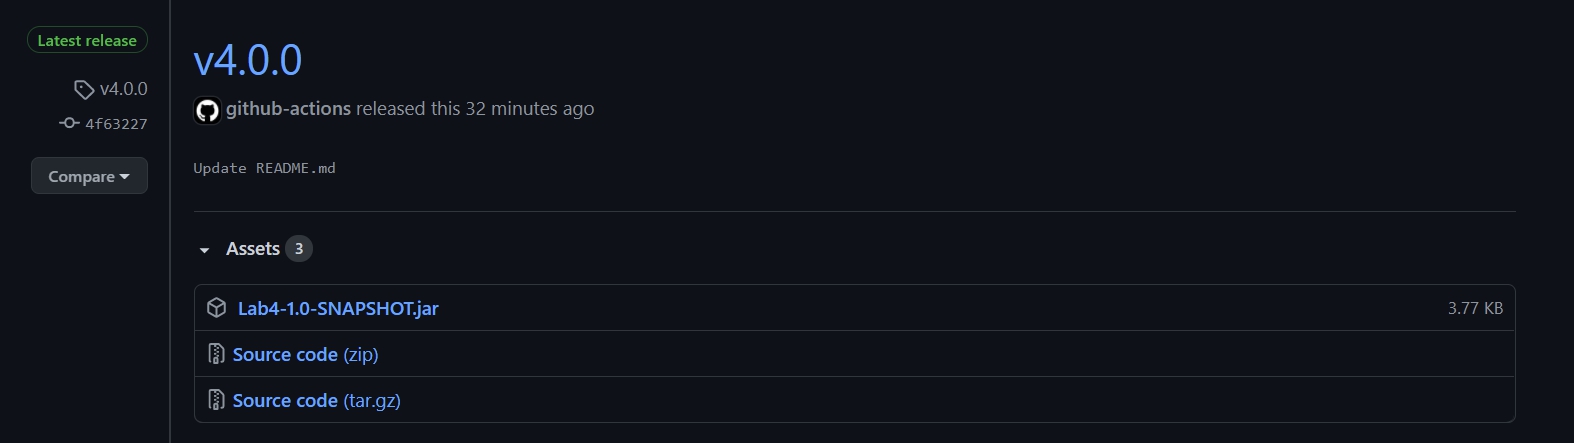 Latest release
v4.0.0
4f63227
Compare
v4.0.0
github-actions released this 32 minutes ago
Update README.md
Assets 3
Lab4-1.0-SNAPSHOT.jar 3.77 KB
Source code (zip)
Source code (tar.gz)